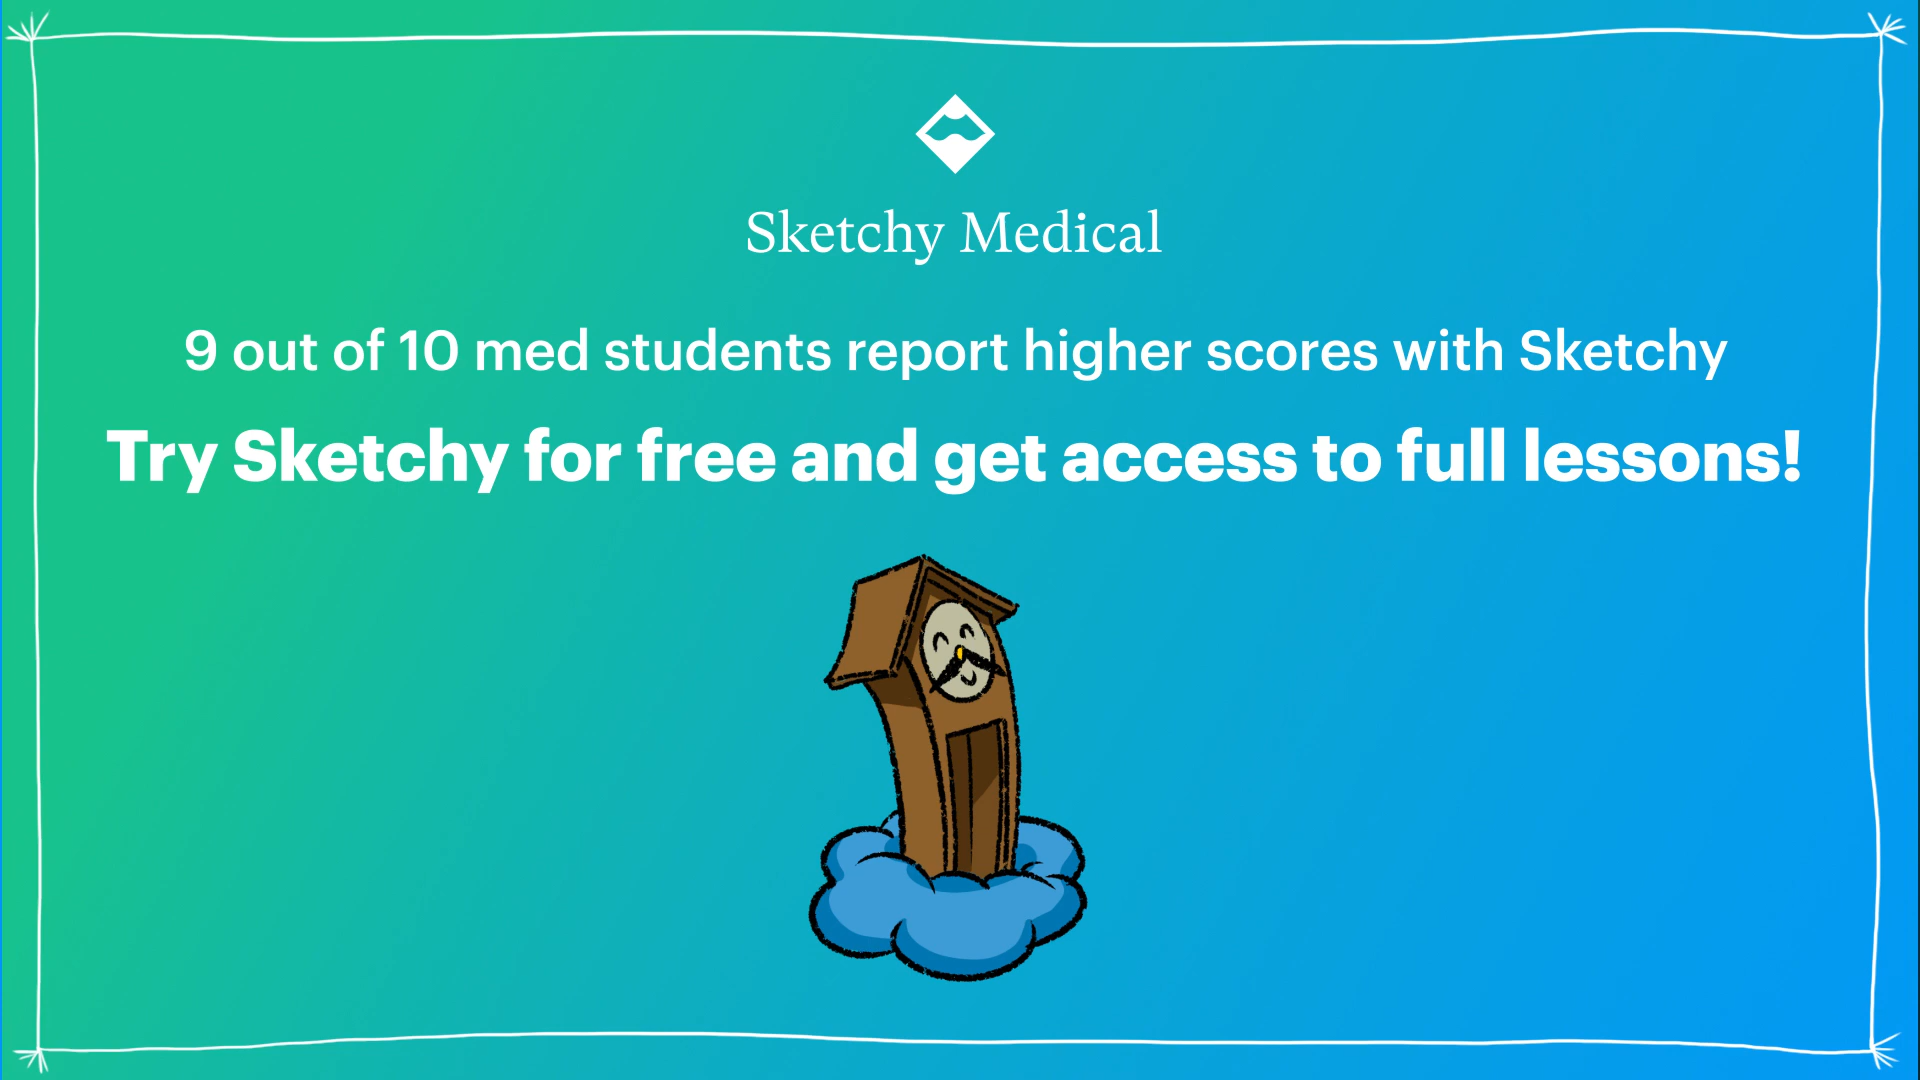 Sketchy Medical
9 out of 10 med students report higher scores with Sketchy
Try Sketchy for free and get access to full lessons!